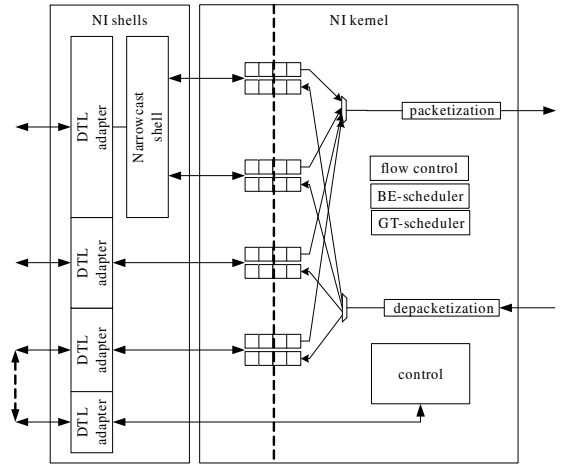 NI shells
NI kernel
DTL
adapter
Narrowcast
shell
packetization
flow control
BE-scheduler
GT-scheduler
DTL
adapter
depacketization
DTL
adapter
control
DTL
adapter